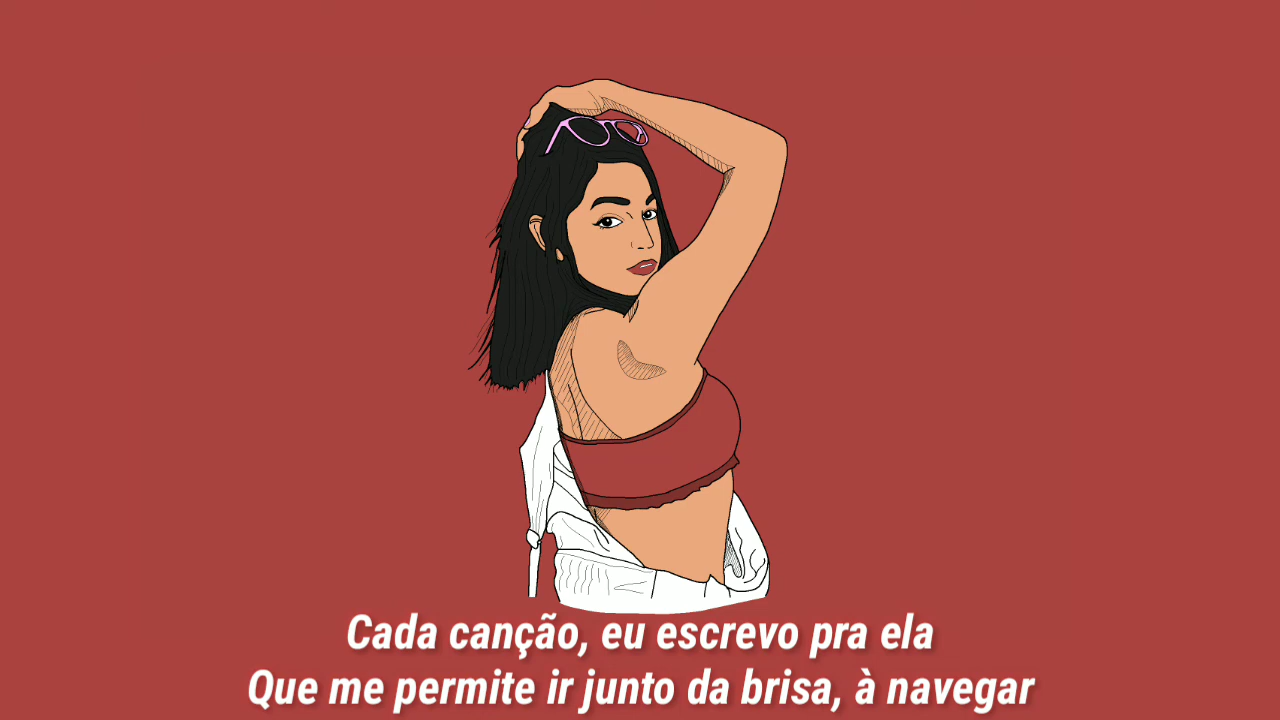 Cada canção, eu escrevo pra ela
Que me permite ir junto da brisa, à navegar